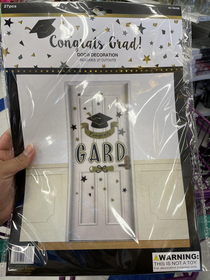 27pcs
Congrats Grad!
DOOR DECORATION
GARD
WARNING:
THIS IS NOT A TOY.